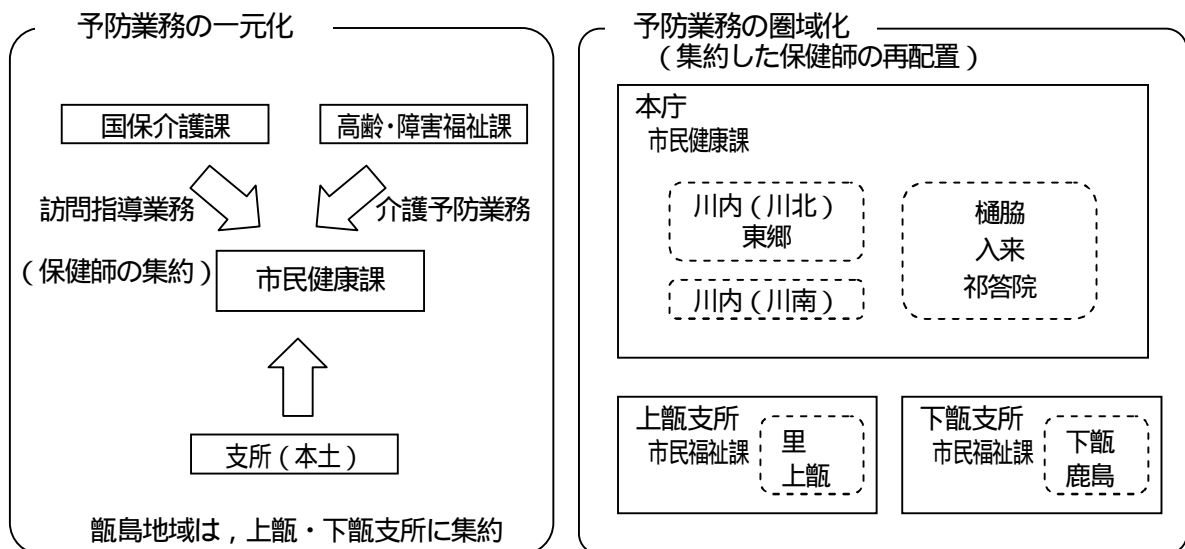 予防業務の一元化
国保介護課
高齢・障害福祉課
訪問指導業務
介護予防業務
（保健師の集約）
市民健康課
支所（本土）
甑島地域は，上甑・下甑支所に集約
予防業務の圏域化
（集約した保健師の再配置）
本庁
市民健康課
川内（川北）
東郷
川内（川南）
樋脇
入来
祁答院
上甑支所
市民福祉課
里
上甑
下甑支所
市民福祉課
下甑
鹿島